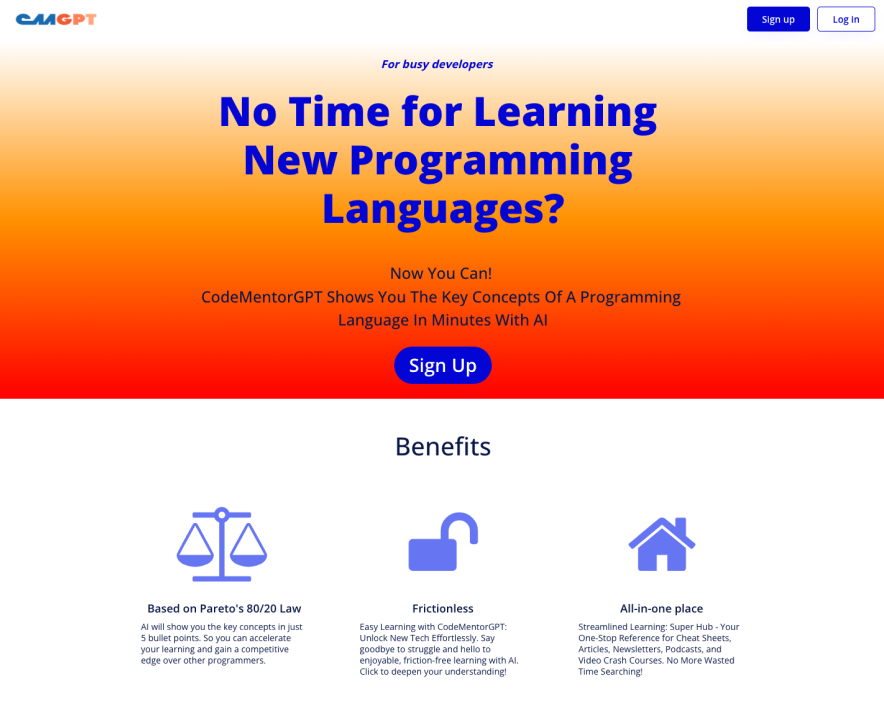 CMGPT
Sign up
Log in
For busy developers
No Time for Learning
New Programming
Languages?
Now You Can!
CodeMentorGPT Shows You The Key Concepts Of A Programming
Language In Minutes With AI
Sign Up
Benefits
Based on Pareto's 80/20 Law
AI will show you the key concepts in just
5 bullet points. So you can accelerate
your learning and gain a competitive
edge over other programmers.
Frictionless
Easy Learning with CodeMentorGPT:
Unlock New Tech Effortlessly. Say
goodbye to struggle and hello to
enjoyable, friction-free learning with AI.
Click to deepen your understanding!
All-in-one place
Streamlined Learning: Super Hub - Your
One-Stop Reference for Cheat Sheets,
Articles, Newsletters, Podcasts, and
Video Crash Courses. No More Wasted
Time Searching!